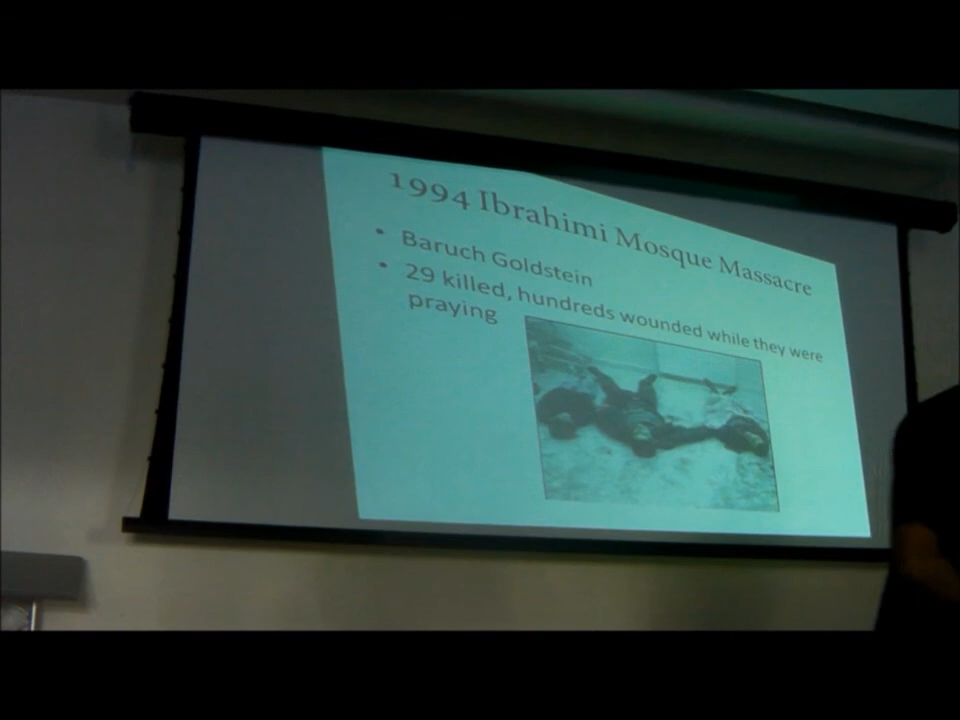 1994 Ibrahimi Mosque Massacre
• Baruch Goldstein
• 29 killed, hundreds wounded while they were
praying